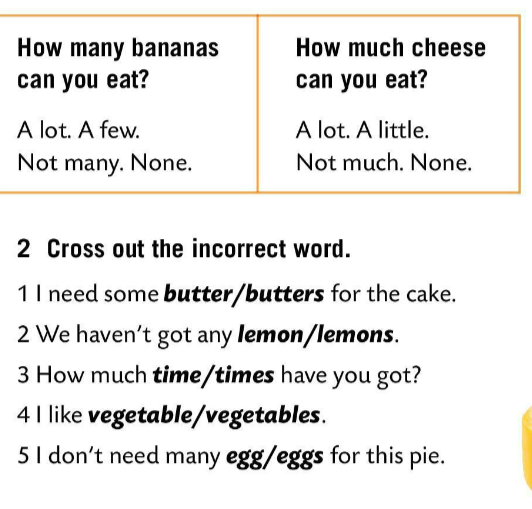 How many bananas
can you eat?
A lot. A few.
Not many. None.
How much cheese
can you eat?
A lot. A little.
Not much. None.
2 Cross out the incorrect word.
1 I need some butter/butters for the cake.
2 We haven't got any lemon/lemons.
3 How much time/times have you got?
4 I like vegetable/vegetables.
5 I don't need many egg/eggs for this pie.